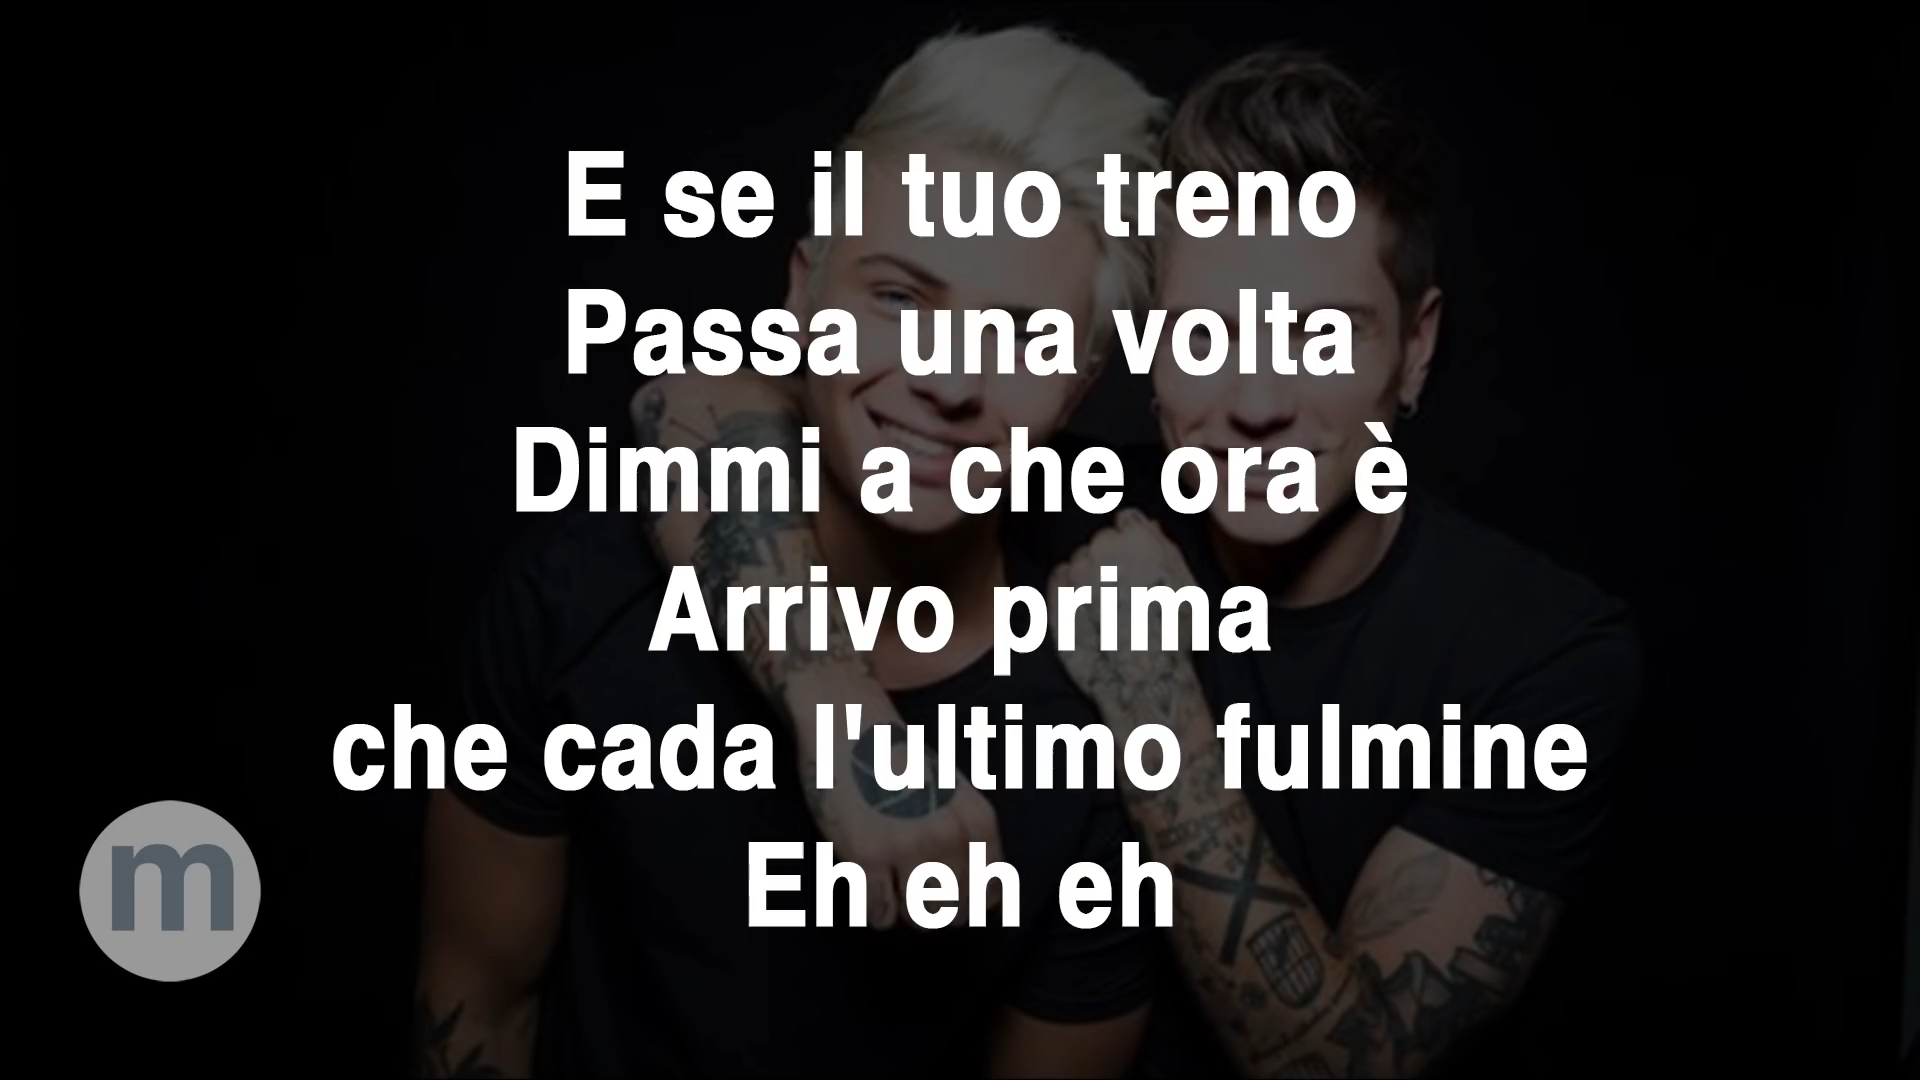 E se il tuo treno
Passa una volta
Dimmi a che ora è
Arrivo prima
che cada l'ultimo fulmine
Eh eh eh
m